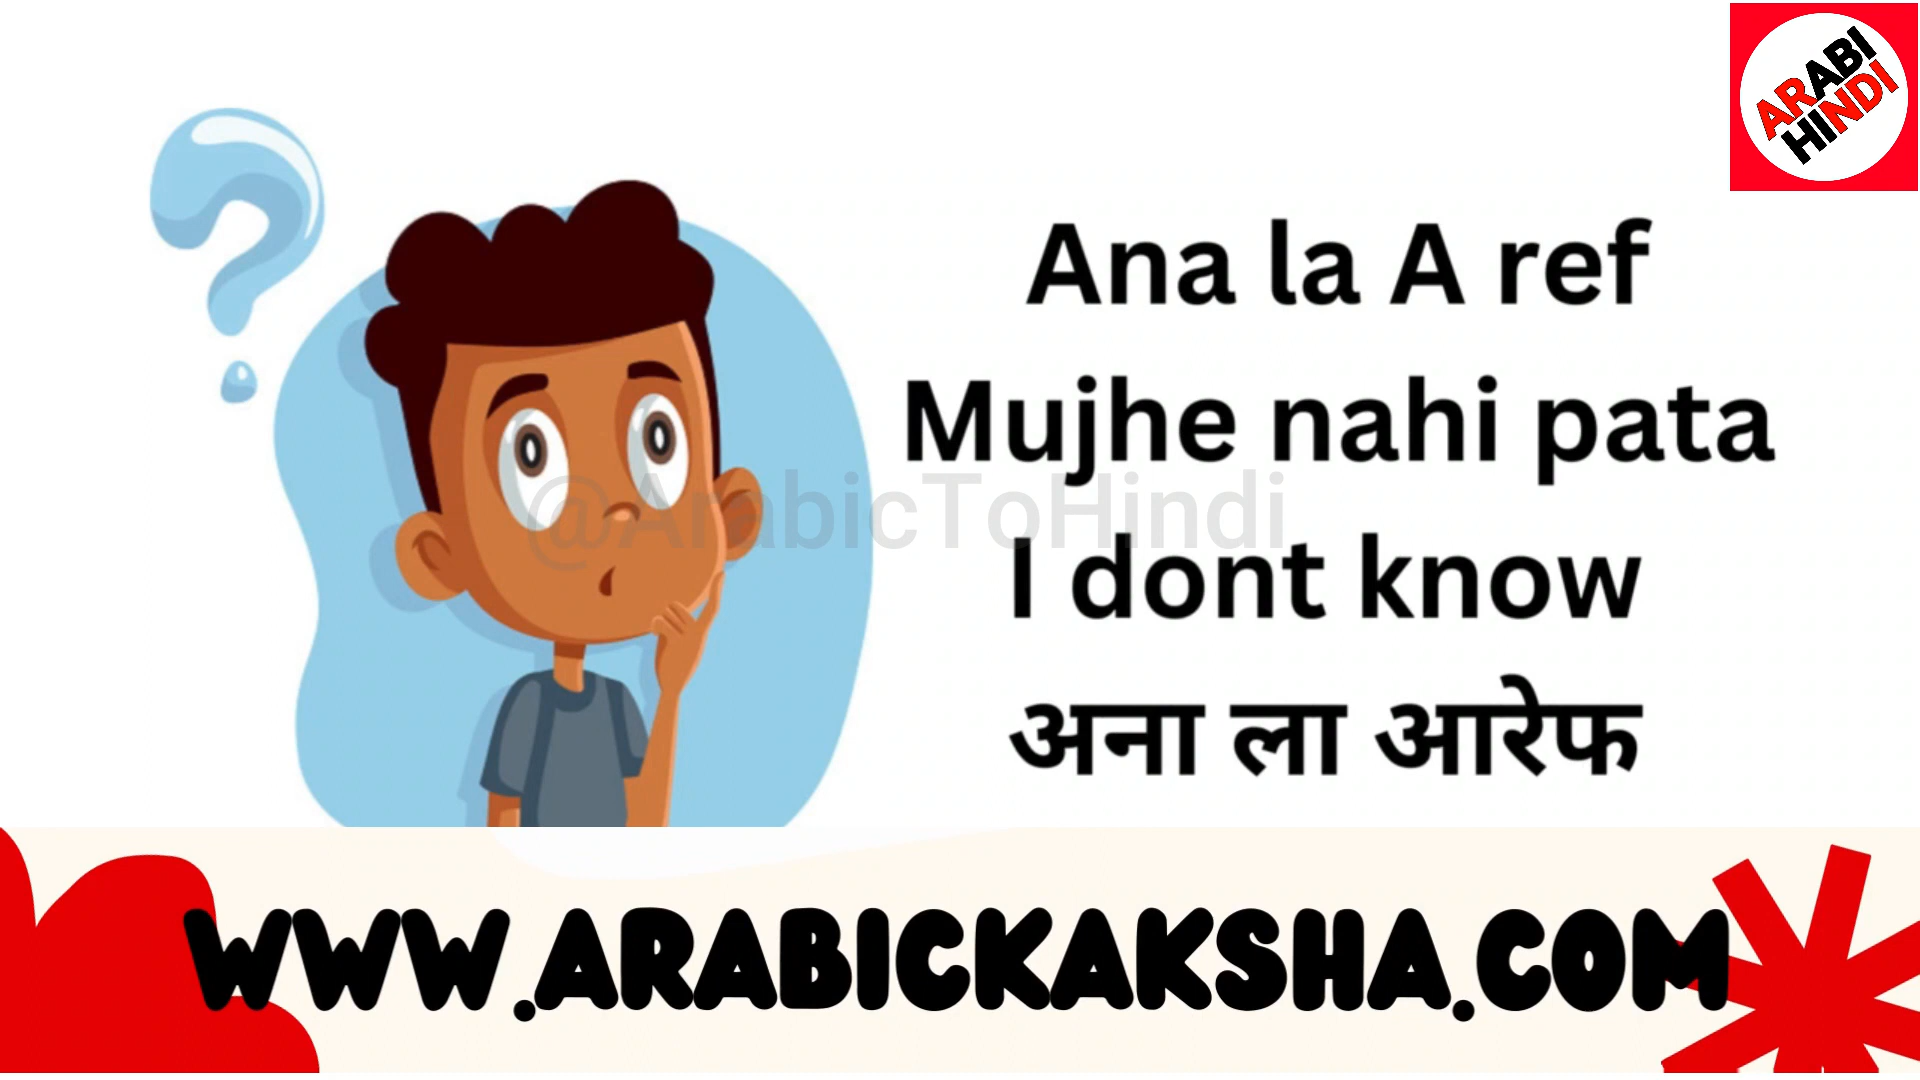 ARABI
HINDI
Ana la A ref
Mujhe nahi pata
@ArabicToHindi
I dont know
अना ला आरेफ
WWW.ARABICKAKSHA.COM